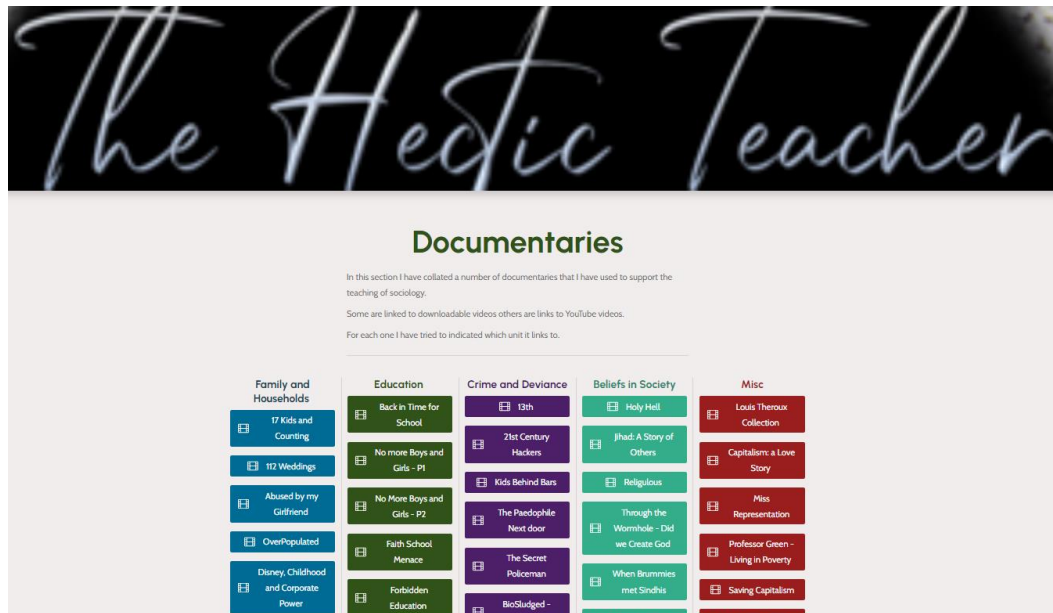 The Hectic Teacher
Documentaries
In this section I have collated a number of documentaries that I have used to support the
teaching of sociology.
Some are linked to downloadable videos others are links to YouTube videos.
For each one I have tried to indicated which unit it links to.
Family and
Households
17 Kids and
Counting
112 Weddings
Abused by my
Girlfriend
OverPopulated
Disney, Childhood
and Corporate
Power
Education
Back in Time for
School
No more Boys and
Girls - P1
No More Boys and
Girls - P2
Faith School
Menace
Forbidden
Education
Crime and Deviance
13th
21st Century
Hackers
Kids Behind Bars
The Paedophile
Next door
The Secret
Policeman
BioSludged -
Beliefs in Society
Holy Hell
Jihad: A Story of
Others
Religulous
Through the
Wormhole - Did
we Create God
When Brummies
met Sindhis
Misc
Louis Theroux
Collection
Capitalism: a Love
Story
Miss
Representation
Professor Green -
Living in Poverty
Saving Capitalism